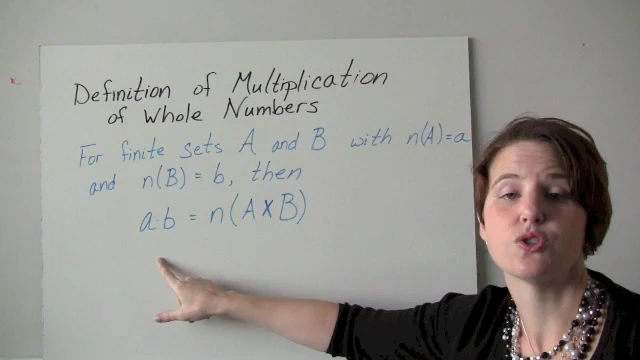 Definition of Multiplication
of Whole Numbers
For finite sets A and B with n(A)=a
and n(B) = b, then
a·b = n(A×B)